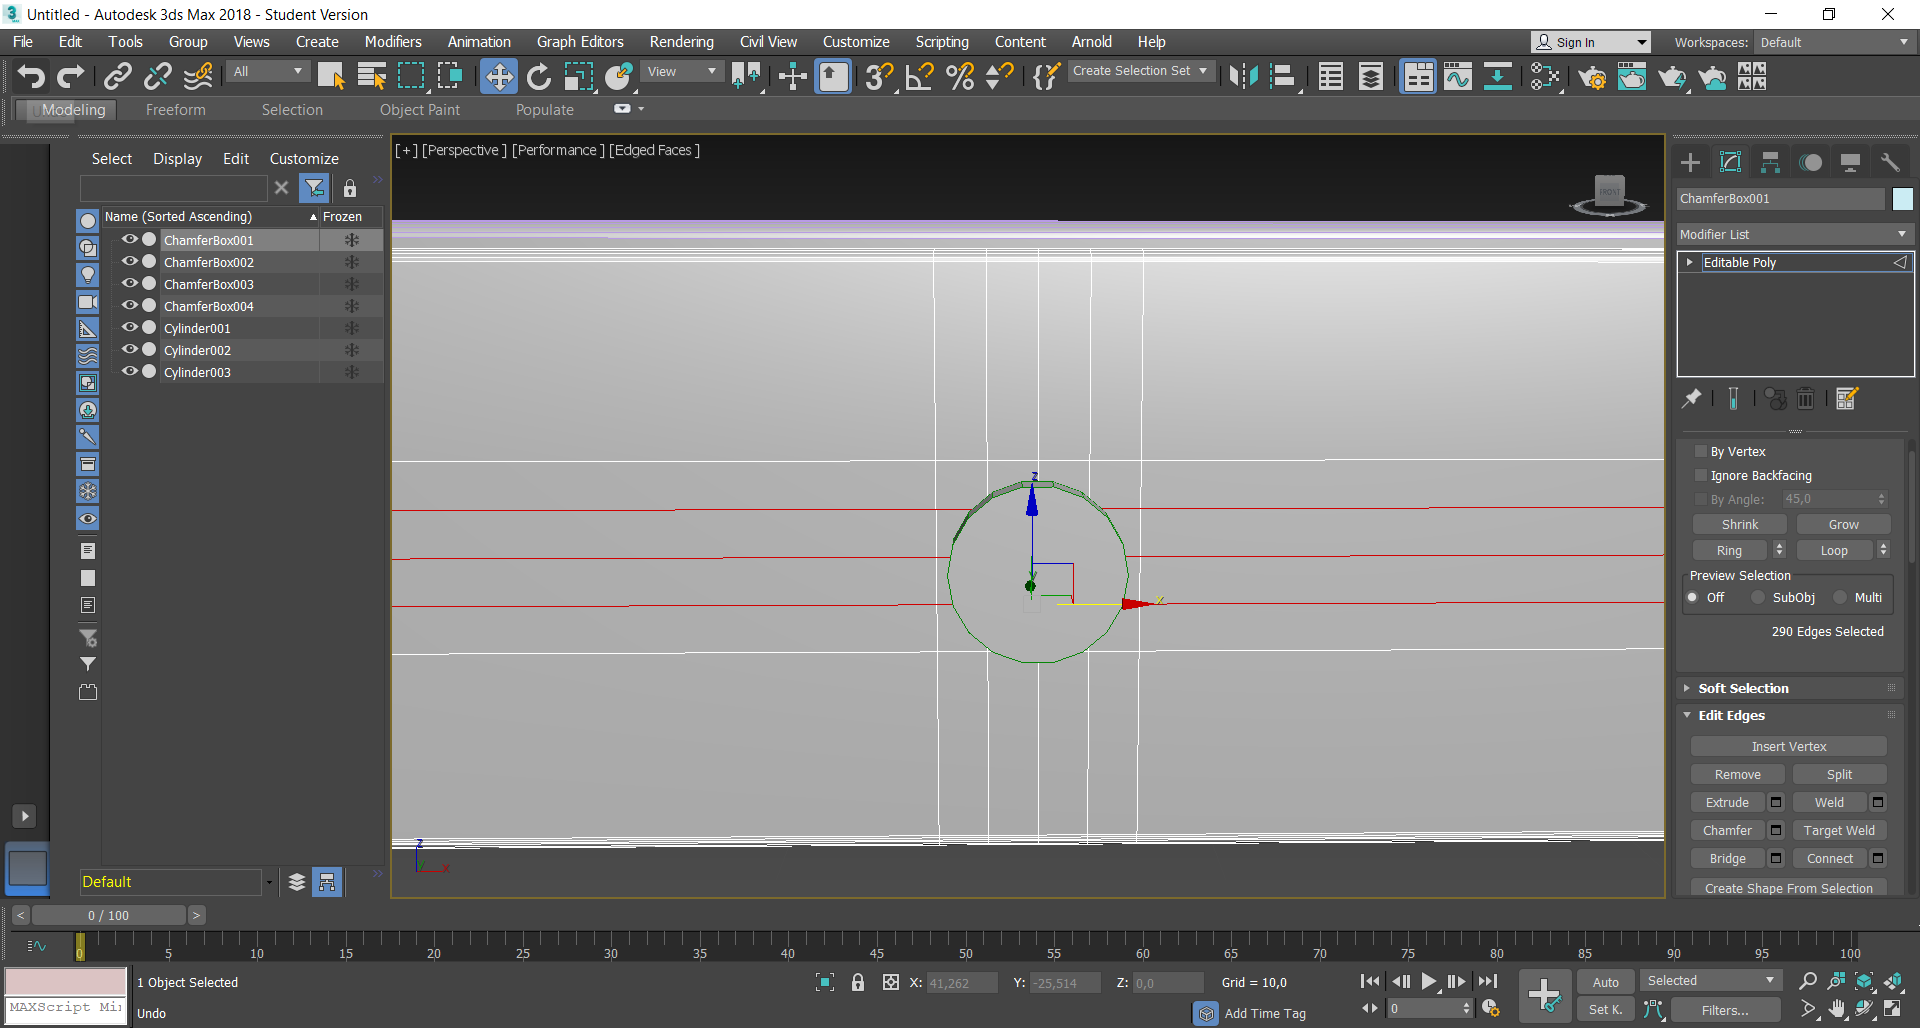 Untitled - Autodesk 3ds Max 2018 - Student Version
File Edit Tools Group Views Create Modifiers Animation Graph Editors Rendering Civil View Customize Scripting Content Arnold Help
Sign In Workspaces: Default
All View Create Selection Set
Modeling Freeform Selection Object Paint Populate
Select Display Edit Customize
[+] [Perspective ] [Performance ] [Edged Faces ]
FRONT
Name (Sorted Ascending) Frozen
ChamferBox001
ChamferBox002
ChamferBox003
ChamferBox004
Cylinder001
Cylinder002
Cylinder003
z
x
z
x
ChamferBox001
Modifier List
Editable Poly
By Vertex
Ignore Backfacing
By Angle: 45,0
Shrink Grow
Ring Loop
Preview Selection
Off SubObj Multi
290 Edges Selected
Soft Selection
Edit Edges
Insert Vertex
Remove Split
Extrude Weld
Chamfer Target Weld
Bridge Connect
Create Shape From Selection
Default
< 0 / 100 >
0 5 10 15 20 25 30 35 40 45 50 55 60 65 70 75 80 85 90 95 100
1 Object Selected X: 41,262 Y: -25,514 Z: 0,0 Grid = 10,0 Auto Selected
MAXScript Mi
Undo Add Time Tag 0 Set K. Filters...